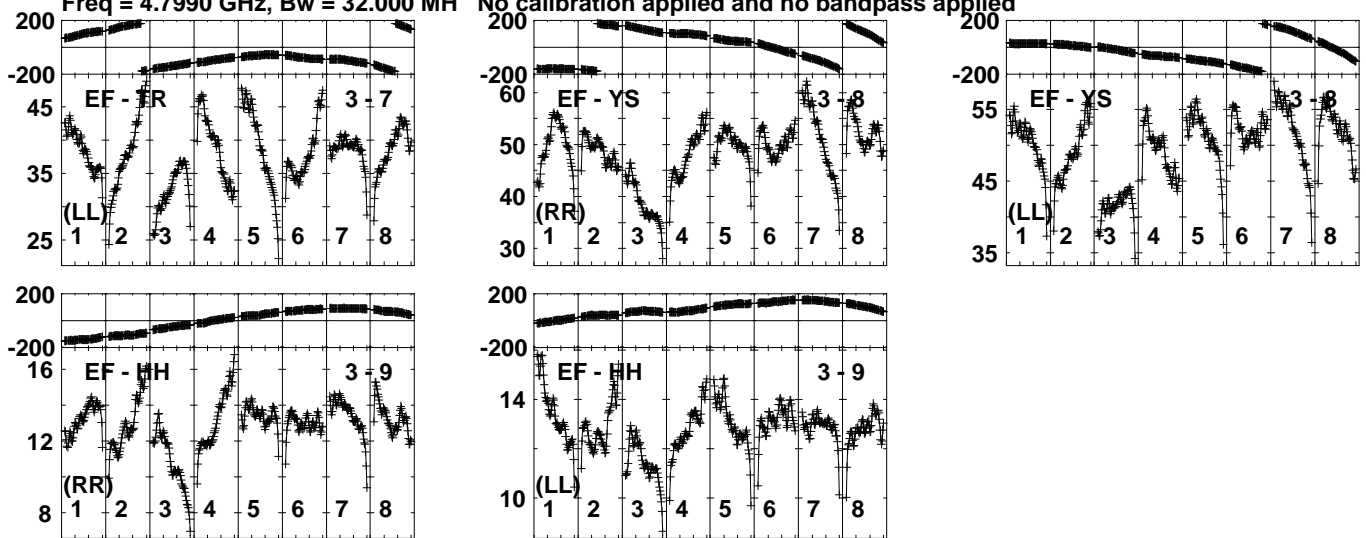 Freq = 4.7990 GHz, Bw = 32.000 MH No calibration applied and no bandpass applied
200
-200
EF - TR 3 - 7
45
35
25
(LL)
1 2 3 4 5 6 7 8
EF - YS 3 - 8
60
50
40
30
(RR)
1 2 3 4 5 6 7 8
200
-200
EF - YS 3 - 8
55
45
35
(LL)
1 2 3 4 5 6 7 8
200
-200
EF - HH 3 - 9
16
12
8
(RR)
1 2 3 4 5 6 7 8
200
-200
EF - HH 3 - 9
14
10
(LL)
1 2 3 4 5 6 7 8
200
-200